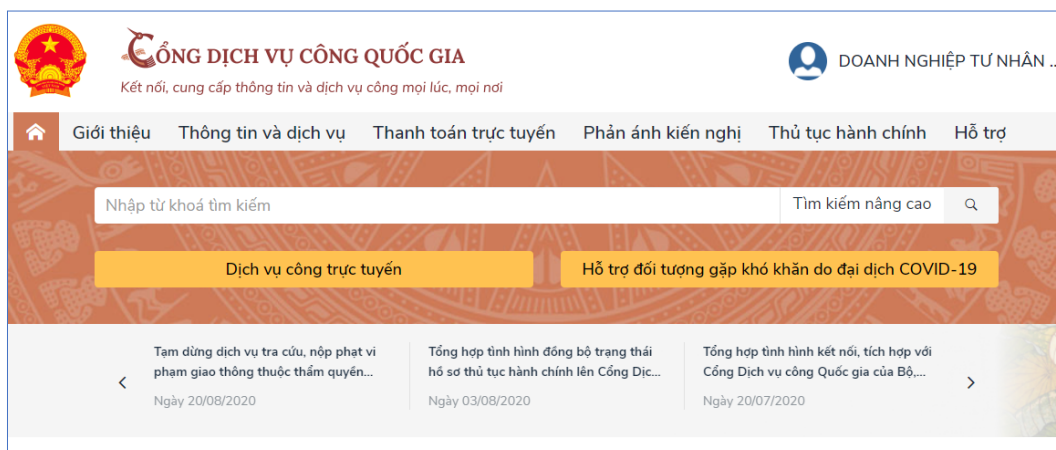 CỔNG DỊCH VỤ CÔNG QUỐC GIA
Kết nối, cung cấp thông tin và dịch vụ công mọi lúc, mọi nơi
DOANH NGHIỆP TƯ NHÂN ...
Giới thiệu Thông tin và dịch vụ Thanh toán trực tuyến Phản ánh kiến nghị Thủ tục hành chính Hỗ trợ
Nhập từ khoá tìm kiếm Tìm kiếm nâng cao
Dịch vụ công trực tuyến Hỗ trợ đối tượng gặp khó khăn do đại dịch COVID-19
Tạm dừng dịch vụ tra cứu, nộp phạt vi
phạm giao thông thuộc thẩm quyền...
Ngày 20/08/2020
Tổng hợp tình hình đồng bộ trạng thái
hồ sơ thủ tục hành chính lên Cổng Dịc...
Ngày 03/08/2020
Tổng hợp tình hình kết nối, tích hợp với
Cổng Dịch vụ công Quốc gia của Bộ,...
Ngày 20/07/2020